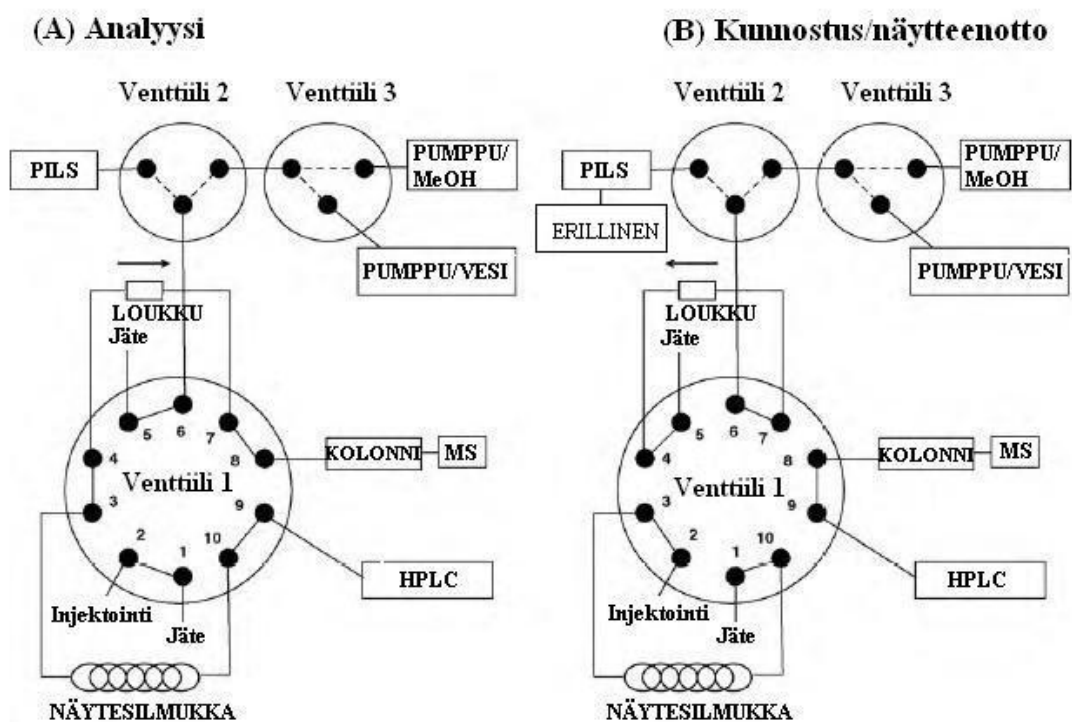 (A) Analyysi
Venttiili 2
Venttiili 3
PILS
PUMPPU/
MeOH
PUMPPU/VESI
LOUKKU
Jäte
5
6
7
4
8
Venttiili 1
3
9
2
1
10
KOLONNI
MS
HPLC
Injektointi
Jäte
NÄYTESILMUKKA
(B) Kunnostus/näytteenotto
Venttiili 2
Venttiili 3
PILS
ERILLINEN
PUMPPU/
MeOH
PUMPPU/VESI
LOUKKU
Jäte
5
6
7
4
8
Venttiili 1
3
9
2
1
10
KOLONNI
MS
HPLC
Injektointi
Jäte
NÄYTESILMUKKA